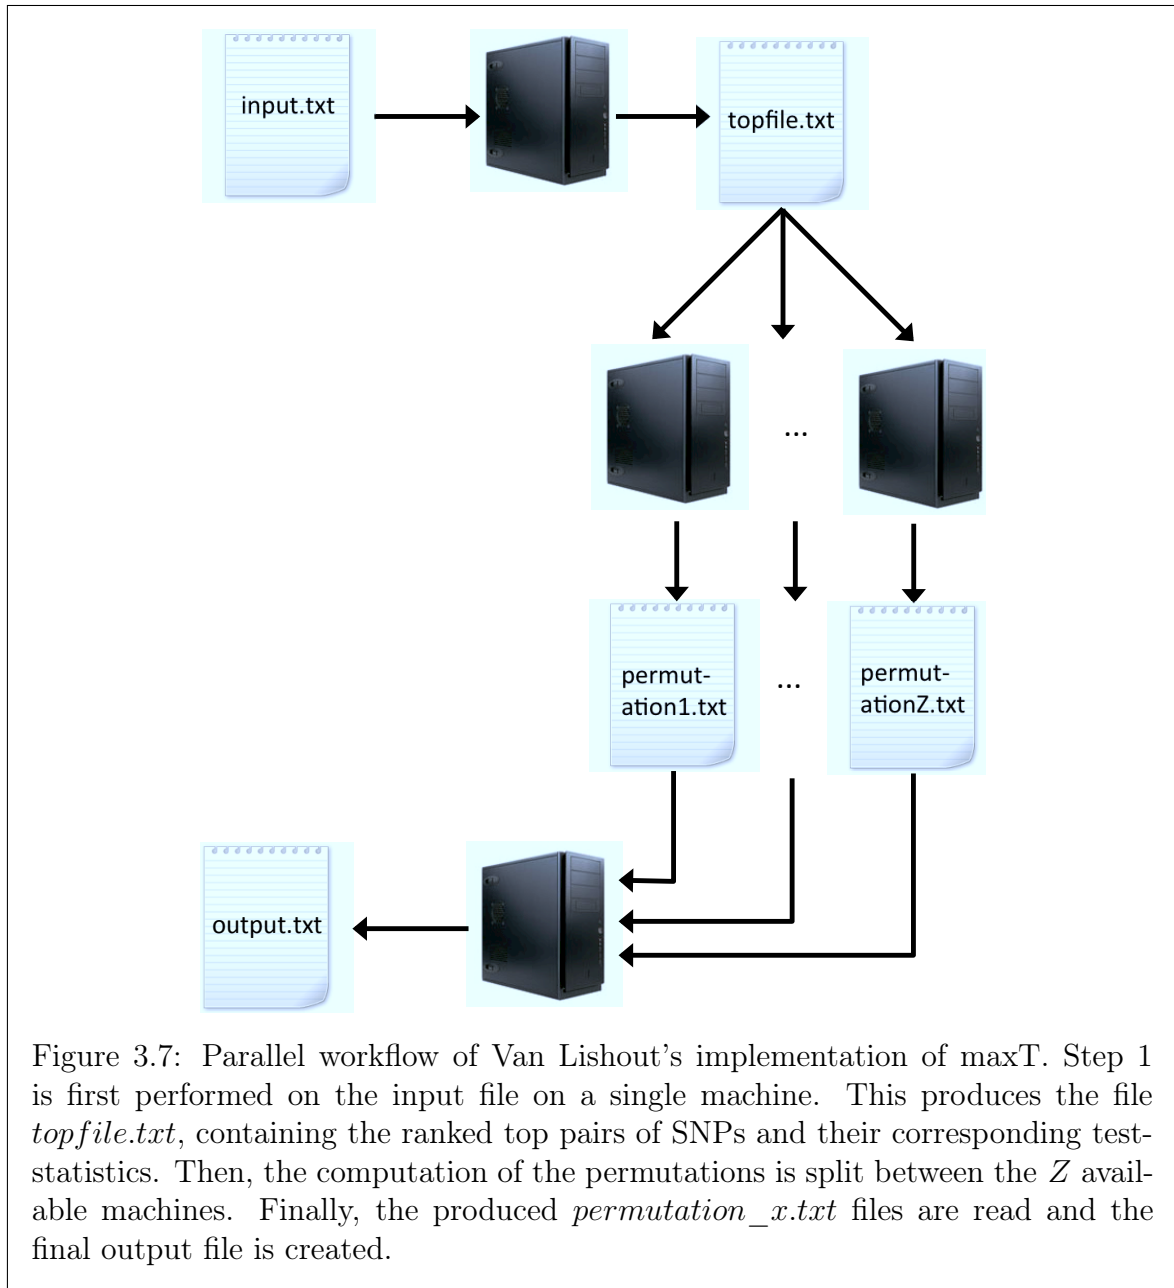 input.txt
topfile.txt
...
permut-
ation1.txt
...
permut-
ationZ.txt
output.txt
Figure 3.7: Parallel workflow of Van Lishout's implementation of maxT. Step 1
is first performed on the input file on a single machine. This produces the file
topfile.txt, containing the ranked top pairs of SNPs and their corresponding test-
statistics. Then, the computation of the permutations is split between the Z avail-
able machines. Finally, the produced permutation_x.txt files are read and the
final output file is created.